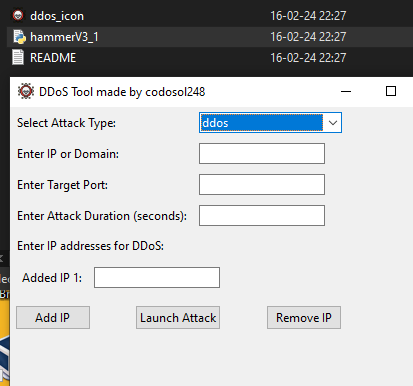 ddos_icon 16-02-24 22:27
hammerV3_1 16-02-24 22:27
README 16-02-24 22:27
DDoS Tool made by codosol248
Select Attack Type: ddos
Enter IP or Domain:
Enter Target Port:
Enter Attack Duration (seconds):
Enter IP addresses for DDoS:
Added IP 1:
Add IP Launch Attack Remove IP